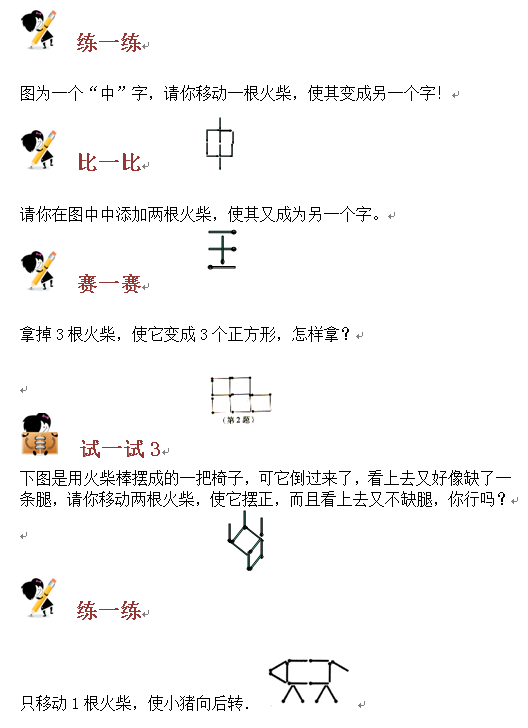 练一练
图为一个“中”字，请你移动一根火柴，使其变成另一个字！
比一比
请你在图中中添加两根火柴，使其又成为另一个字。
赛一赛
拿掉3根火柴，使它变成3个正方形，怎样拿？
（第2题）
试一试3
下图是用火柴棒摆成的一把椅子，可它倒过来了，看上去又好像缺了一
条腿，请你移动两根火柴，使它摆正，而且看上去又不缺腿，你行吗？
练一练
只移动1根火柴，使小猪向后转．